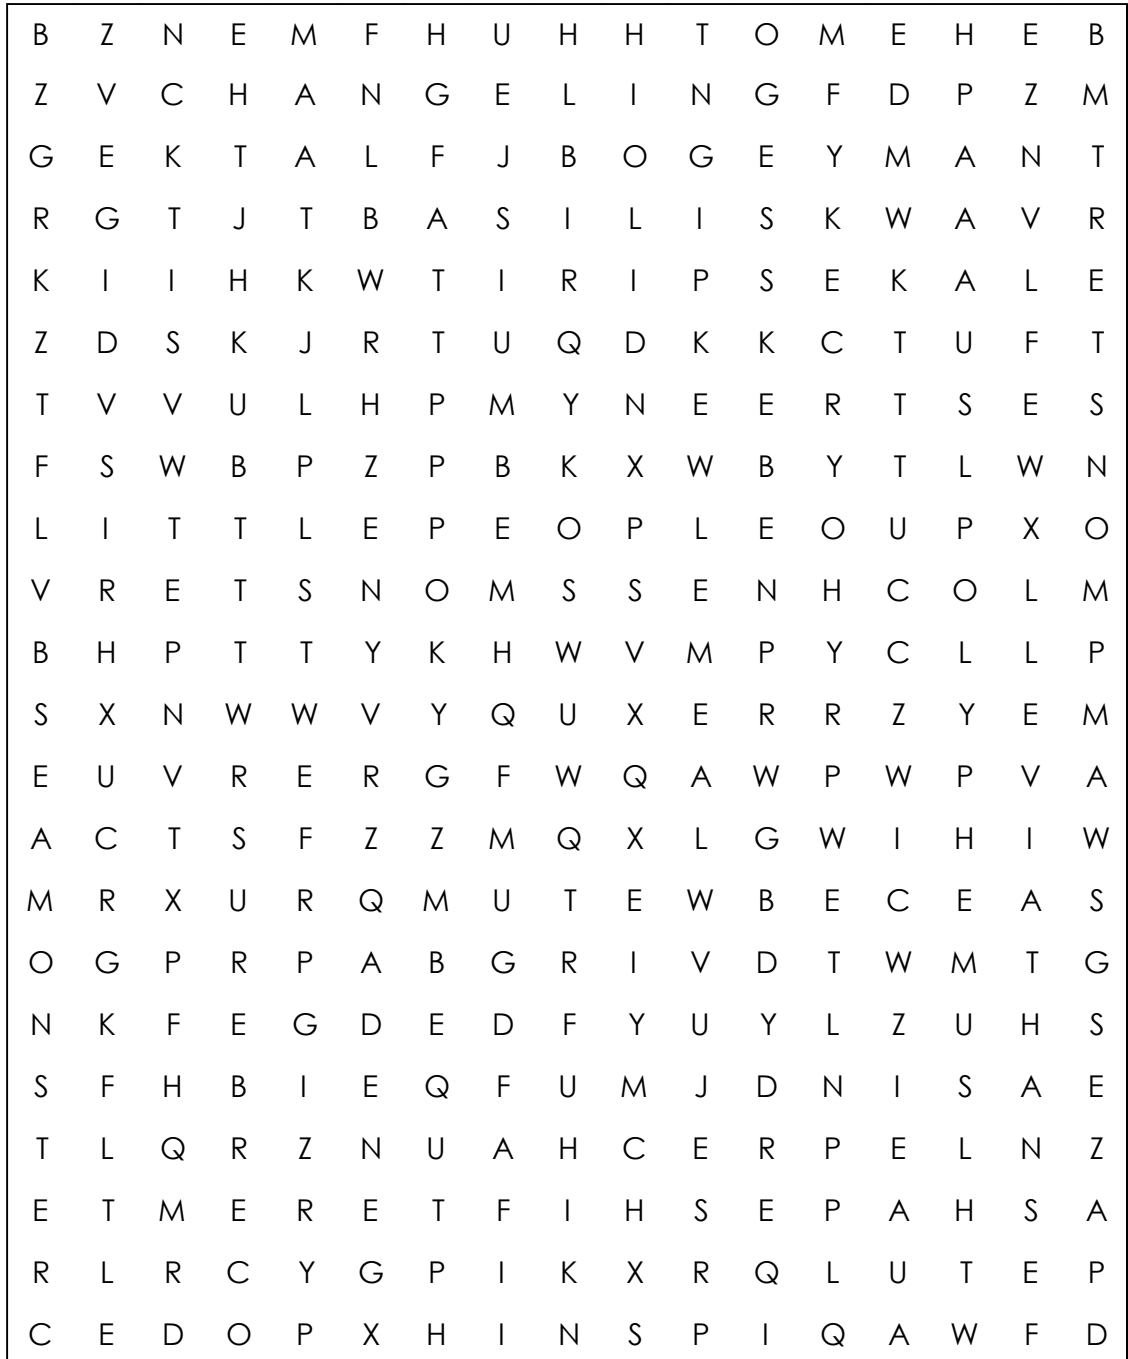 B Z N E M F H U H H T O M E H E B
Z V C H A N G E L I N G F D P Z M
G E K T A L F J B O G E Y M A N T
R G T J T B A S I L I S K W A V R
K I I H K W T I R I P S E K A L E
Z D S K J R T U Q D K K C T U F T
T V V U L H P M Y N E E R T S E S
F S W B P Z P B K X W B Y T L W N
L I T T L E P E O P L E O U P X O
V R E T S N O M S S E N H C O L M
B H P T T Y K H W V M P Y C L L P
S X N W W V Y Q U X E R R Z Y E M
E U V R E R G F W Q A W P W P V A
A C T S F Z Z M Q X L G W I H I W
M R X U R Q M U T E W B E C E A S
O G P R P A B G R I V D T W M T G
N K F E G D E D F Y U Y L Z U H S
S F H B I E Q F U M J D N I S A E
T L Q R Z N U A H C E R P E L N Z
E T M E R E T F I H S E P A H S A
R L R C Y G P I K X R Q L U T E P
C E D O P X H I N S P I Q A W F D